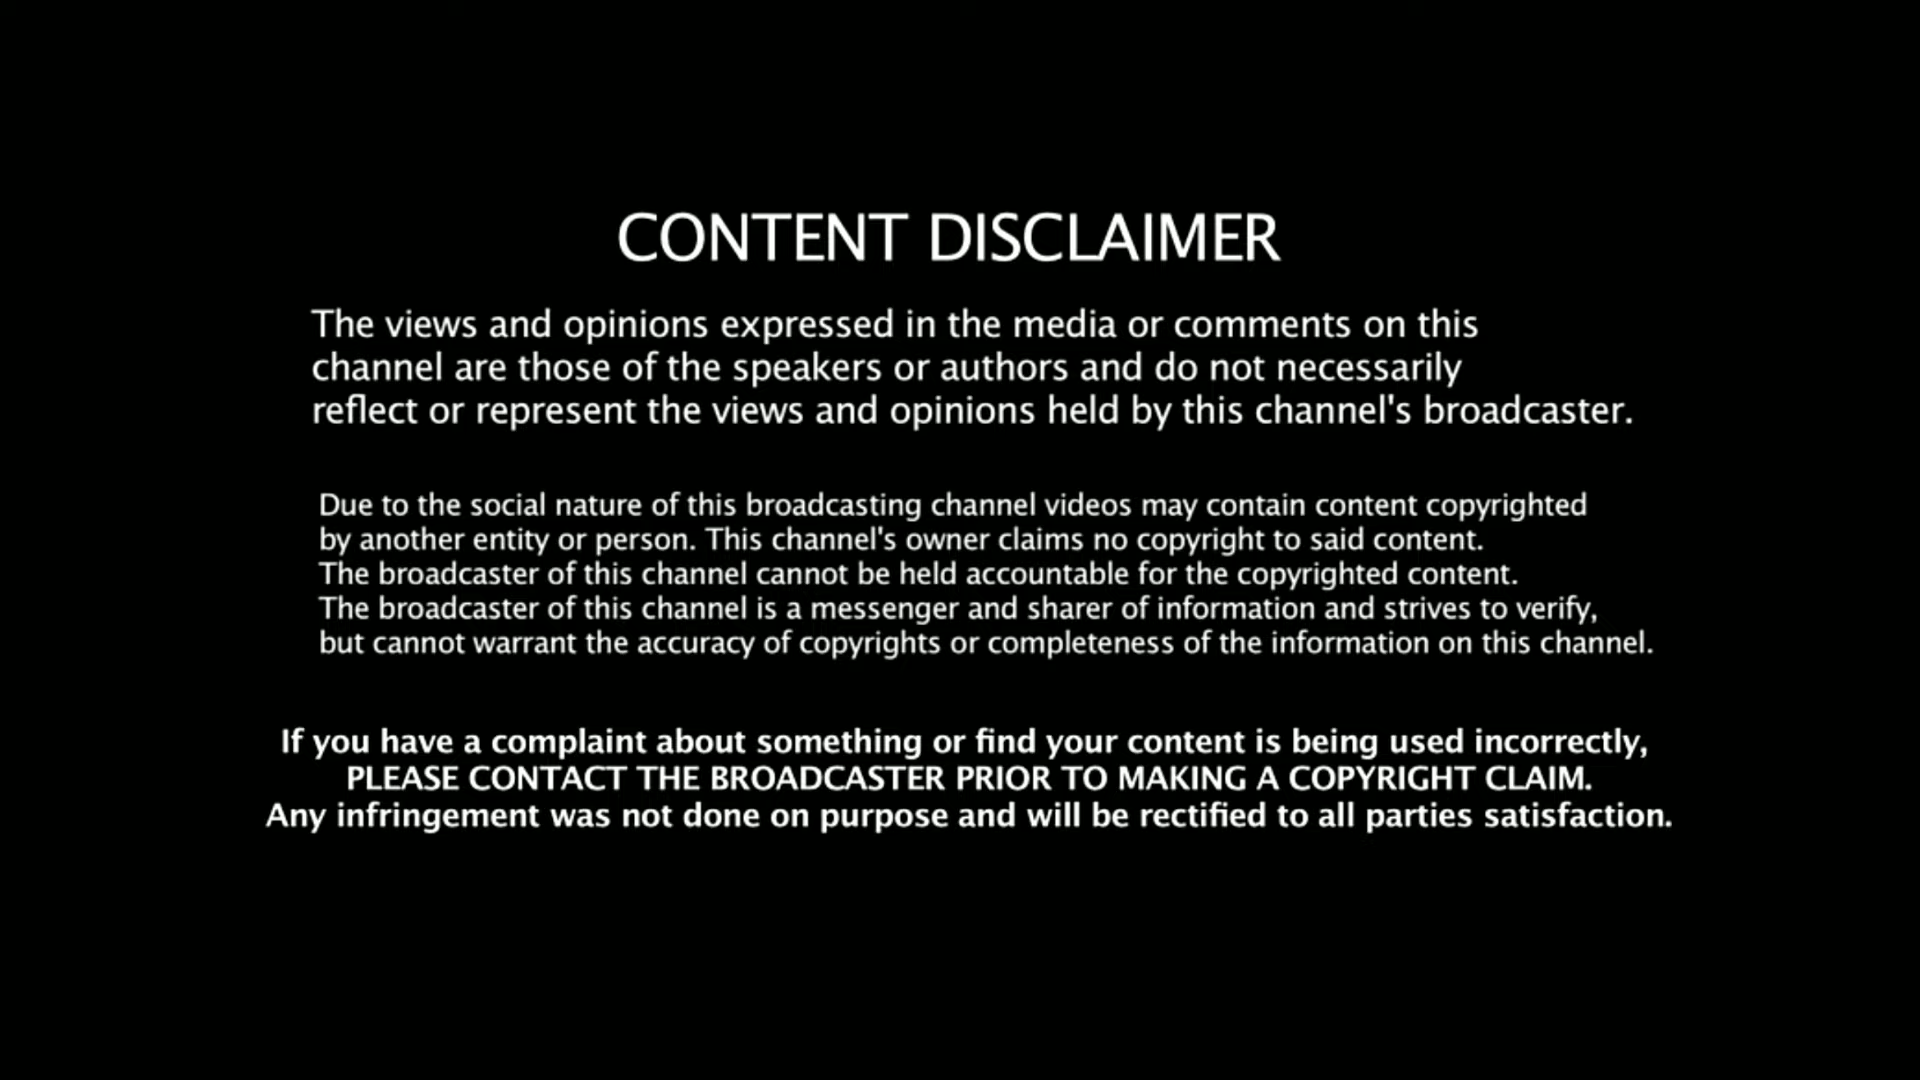 CONTENT DISCLAIMER
The views and opinions expressed in the media or comments on this
channel are those of the speakers or authors and do not necessarily
reflect or represent the views and opinions held by this channel's broadcaster.
Due to the social nature of this broadcasting channel videos may contain content copyrighted
by another entity or person. This channel's owner claims no copyright to said content.
The broadcaster of this channel cannot be held accountable for the copyrighted content.
The broadcaster of this channel is a messenger and sharer of information and strives to verify,
but cannot warrant the accuracy of copyrights or completeness of the information on this channel.
If you have a complaint about something or find your content is being used incorrectly,
PLEASE CONTACT THE BROADCASTER PRIOR TO MAKING A COPYRIGHT CLAIM.
Any infringement was not done on purpose and will be rectified to all parties satisfaction.